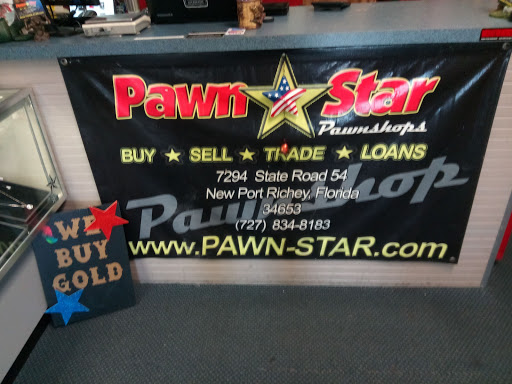 Pawn Star
Pawnshops
BUY ★ SELL ★ TRADE ★ LOANS
Pawnshop
7294 State Road 54
New Port Richey, Florida
34653
(727) 834-8183
www.PAWN-STAR.com
WE
BUY
GOLD